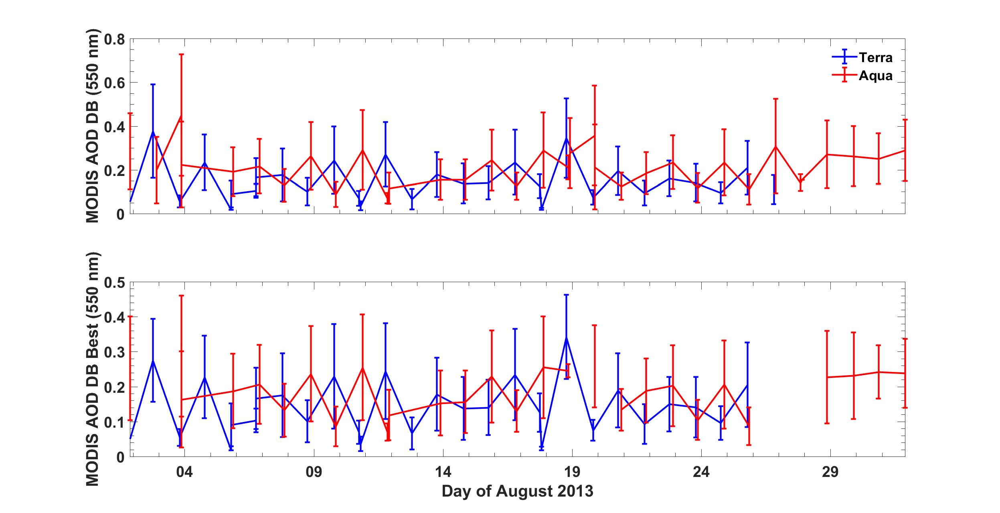 MODIS AOD DB (550 nm)
0.8
0.6
0.4
0.2
0
Terra
Aqua
MODIS AOD DB Best (550 nm)
0.5
0.4
0.3
0.2
0.1
0
04 09 14 19 24 29
Day of August 2013